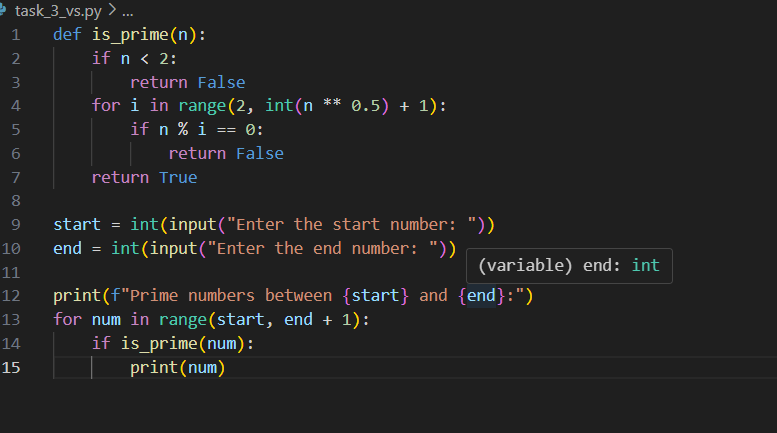 task_3_vs.py > ...
1 def is_prime(n):
2     if n < 2:
3         return False
4     for i in range(2, int(n ** 0.5) + 1):
5         if n % i == 0:
6             return False
7     return True
8
9 start = int(input("Enter the start number: "))
10 end = int(input("Enter the end number: "))
(variable) end: int
11
12 print(f"Prime numbers between {start} and {end}:")
13 for num in range(start, end + 1):
14     if is_prime(num):
15         print(num)